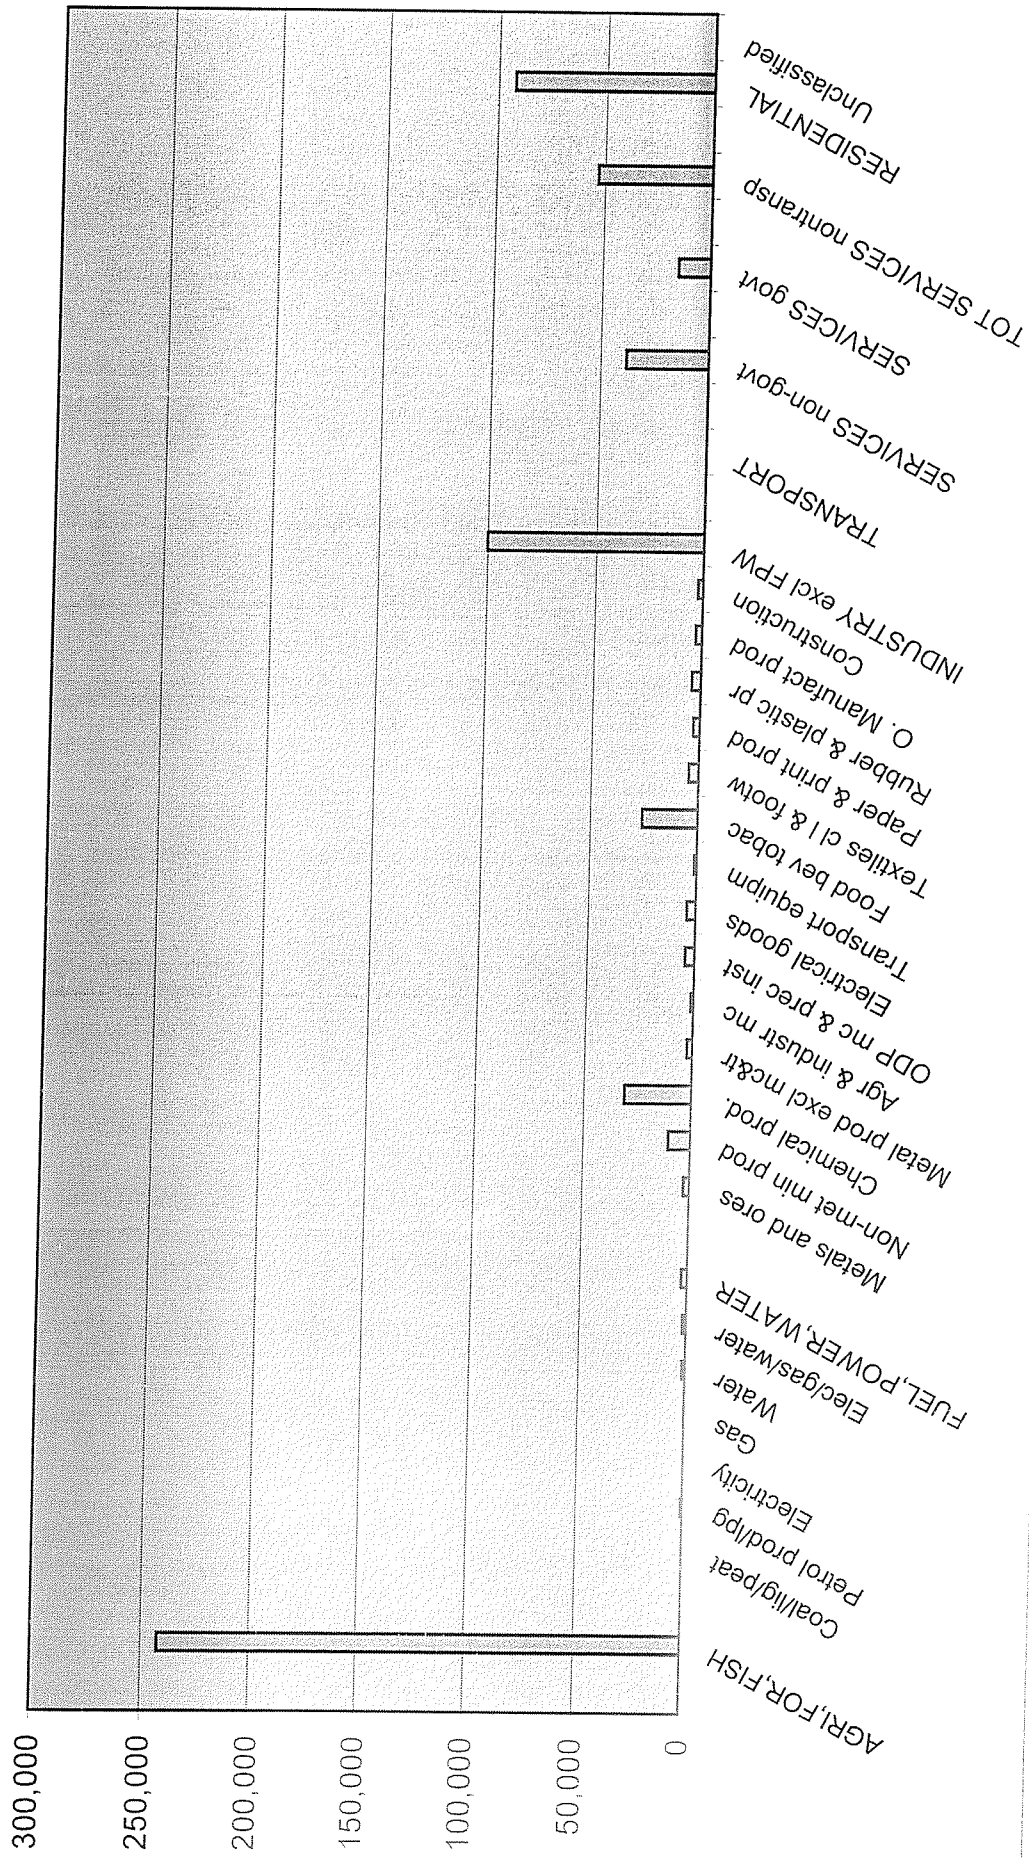 300,000
250,000
200,000
150,000
100,000
50,000
0
AGRI,FOR,FISH
Coal/lig/peat
Petrol prod/lpg
Electricity
Gas
Water
Elec/gas/water
FUEL,POWER,WATER
Metals and ores
Non-met min prod
Chemical prod.
Metal prod excl mc&tr
Agr & industr mc
ODP mc & prec inst
Electrical goods
Transport equipm
Food bev tobac
Textiles cl l & footw
Paper & print prod
Rubber & plastic pr
O. Manufact prod
Construction
INDUSTRY excl FPW
TRANSPORT
SERVICES non-govt
SERVICES govt
TOT SERVICES nontransp
RESIDENTIAL
Unclassified